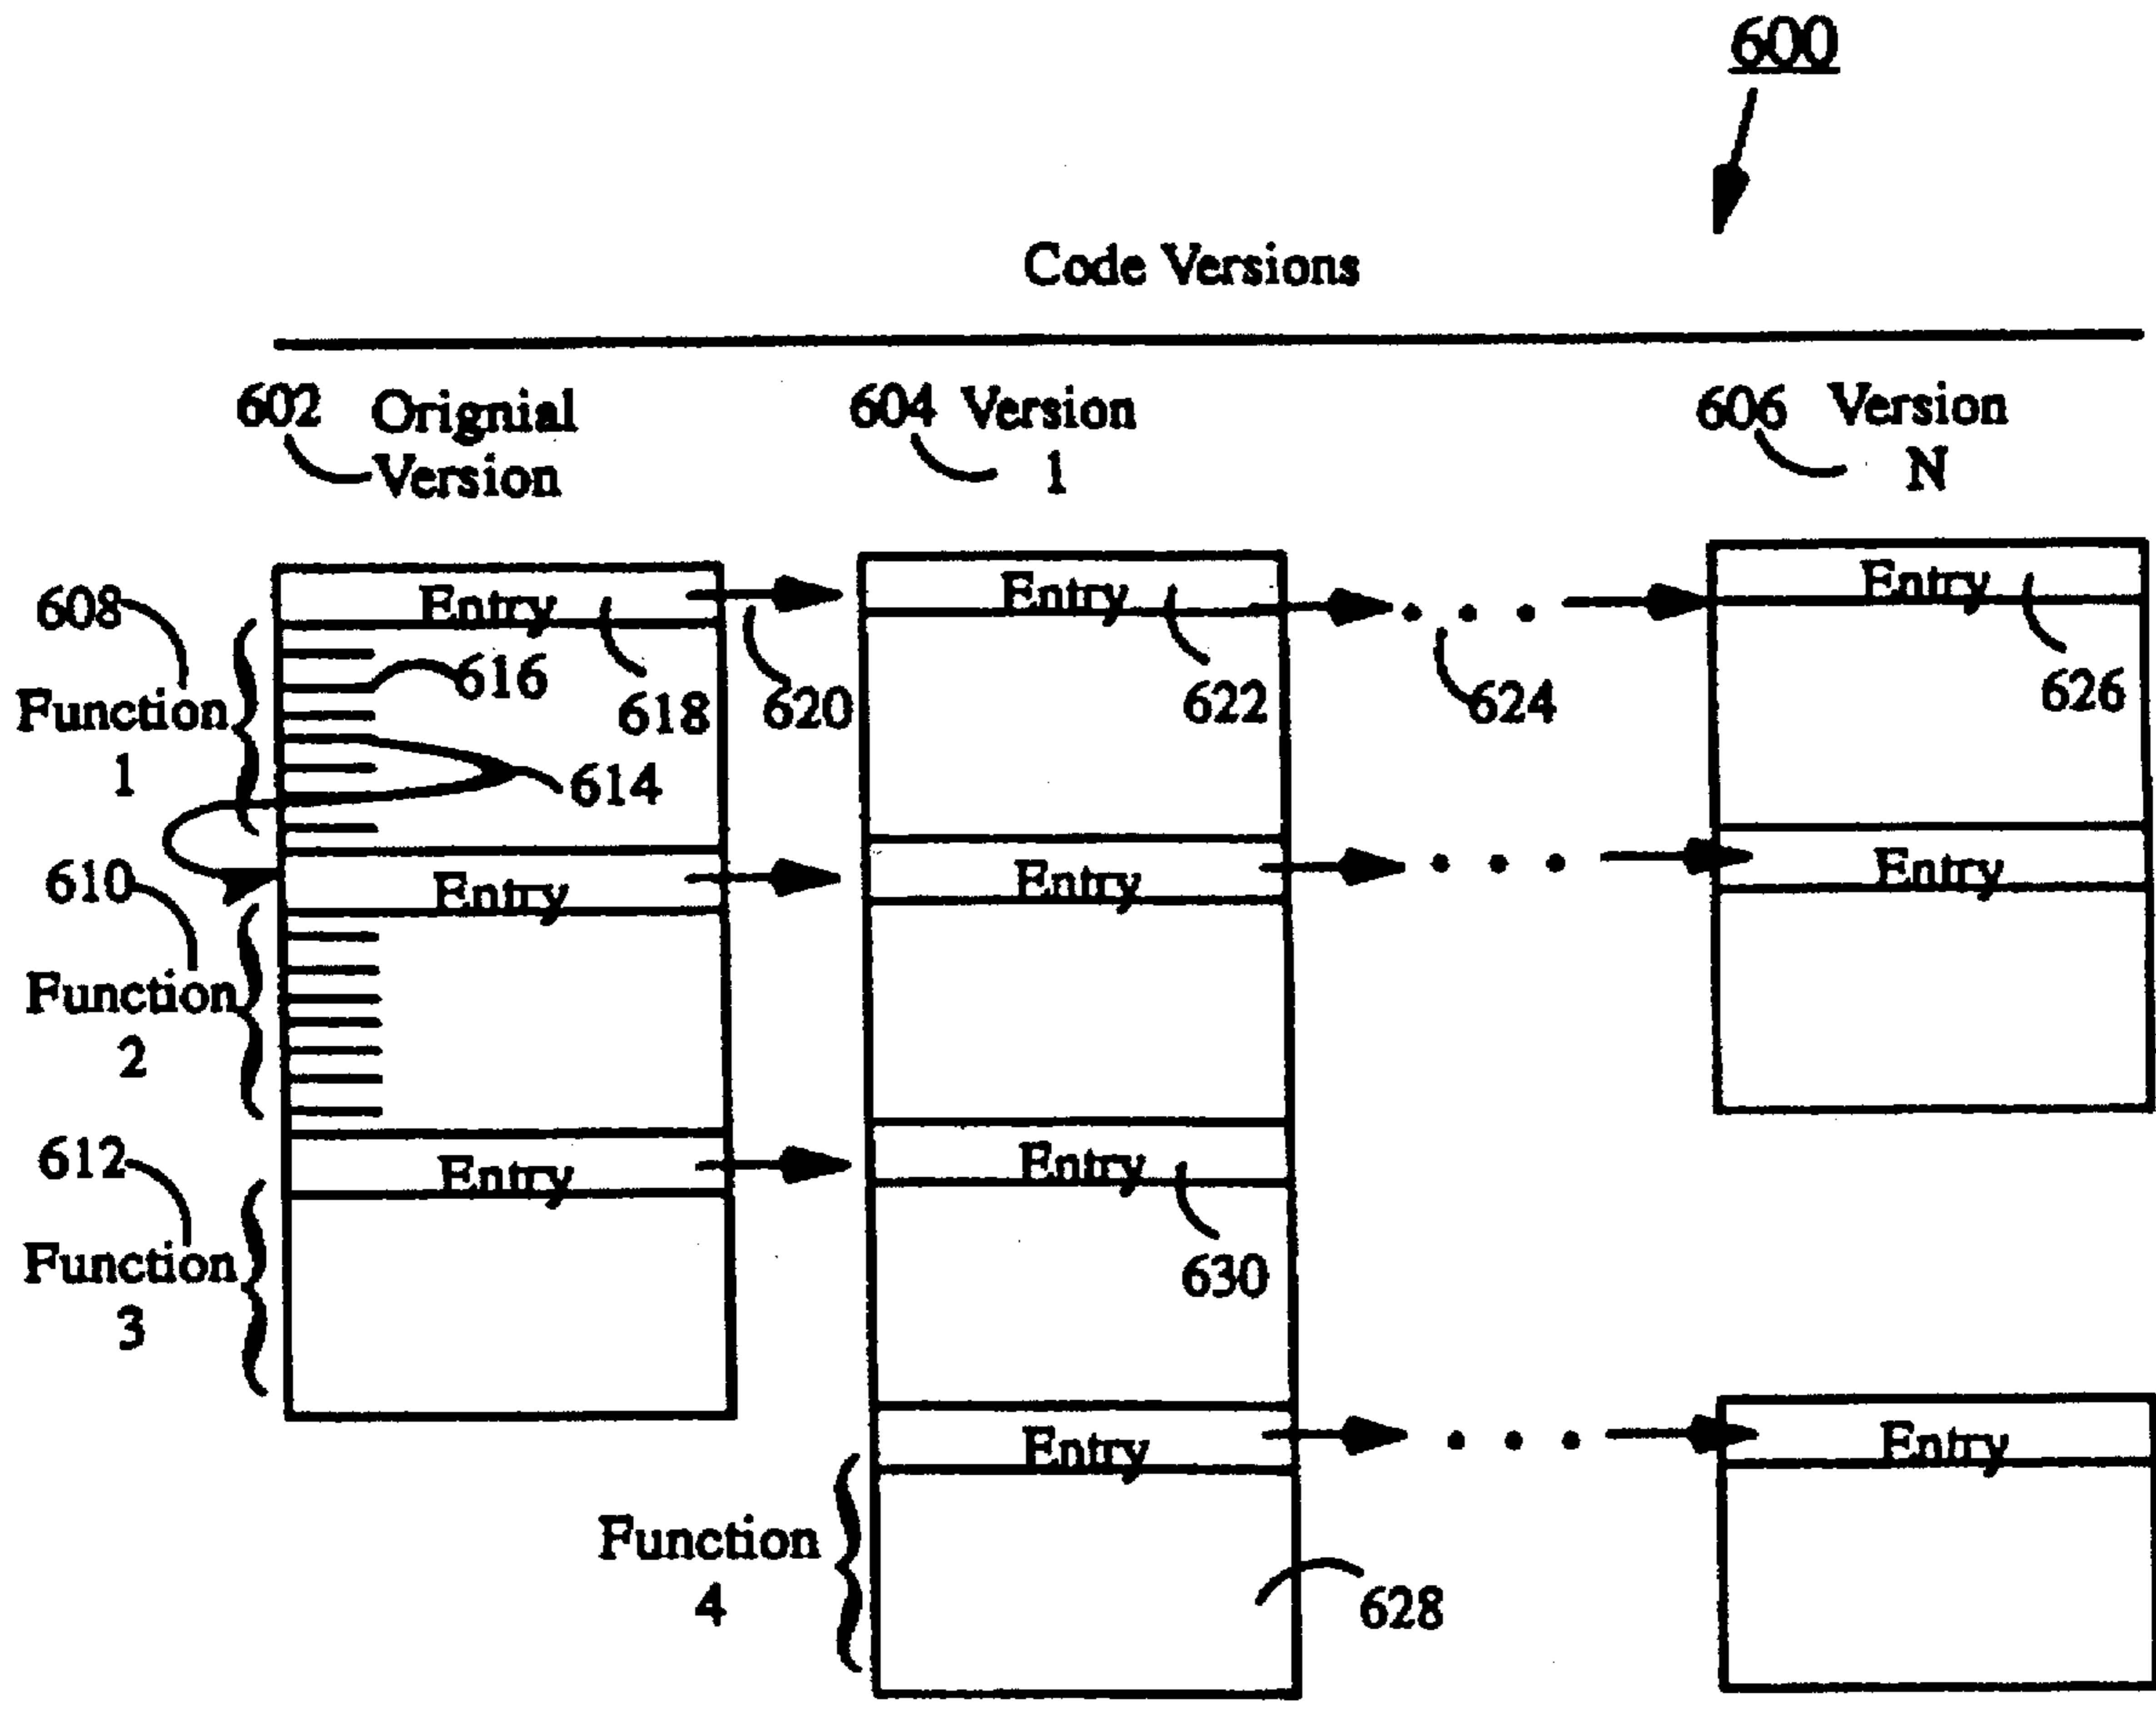 600
Code Versions
602 Orignial
Version
604 Version
1
606 Version
N
608
Function
1
Entry
616
618
620
614
Entry
622
624
Entry
626
610
Function
2
Entry
Entry
Entry
612
Function
3
Entry
Entry
630
Function
4
Entry
628
Entry